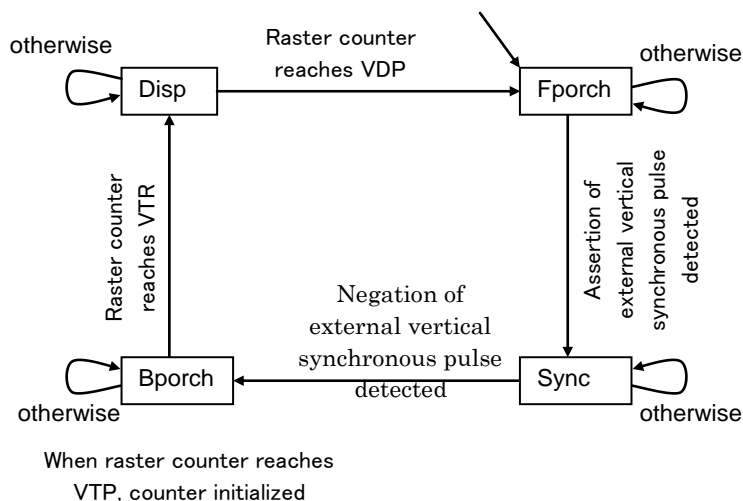 otherwise
Raster counter
reaches VDP
otherwise
Disp
Fporch
Raster counter
reaches VTR
Assertion of
external vertical
synchronous pulse
detected
Negation of
external vertical
synchronous pulse
detected
Bporch
Sync
otherwise
otherwise
When raster counter reaches
VTP, counter initialized